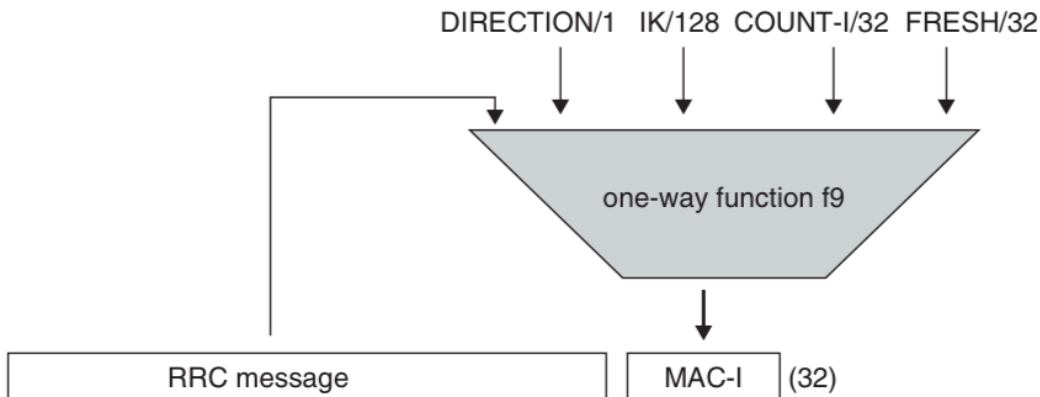 DIRECTION/1 IK/128 COUNT-I/32 FRESH/32
one-way function f9
RRC message MAC-I (32)